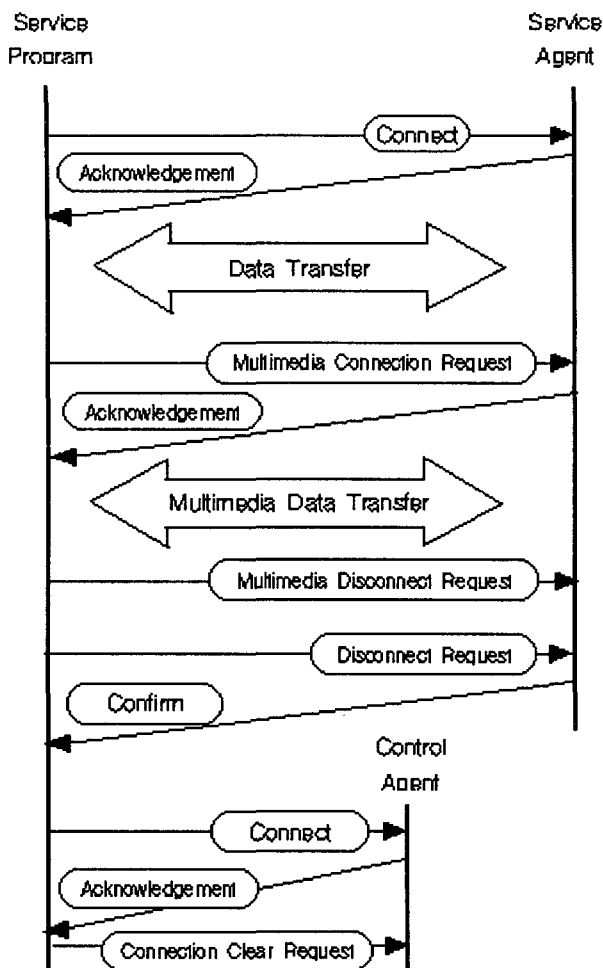 Service
Program
Service
Agent
Connect
Acknowledgement
Data Transfer
Multimedia Connection Request
Acknowledgement
Multimedia Data Transfer
Multimedia Disconnect Request
Disconnect Request
Confirm
Control
Agent
Connect
Acknowledgement
Connection Clear Request